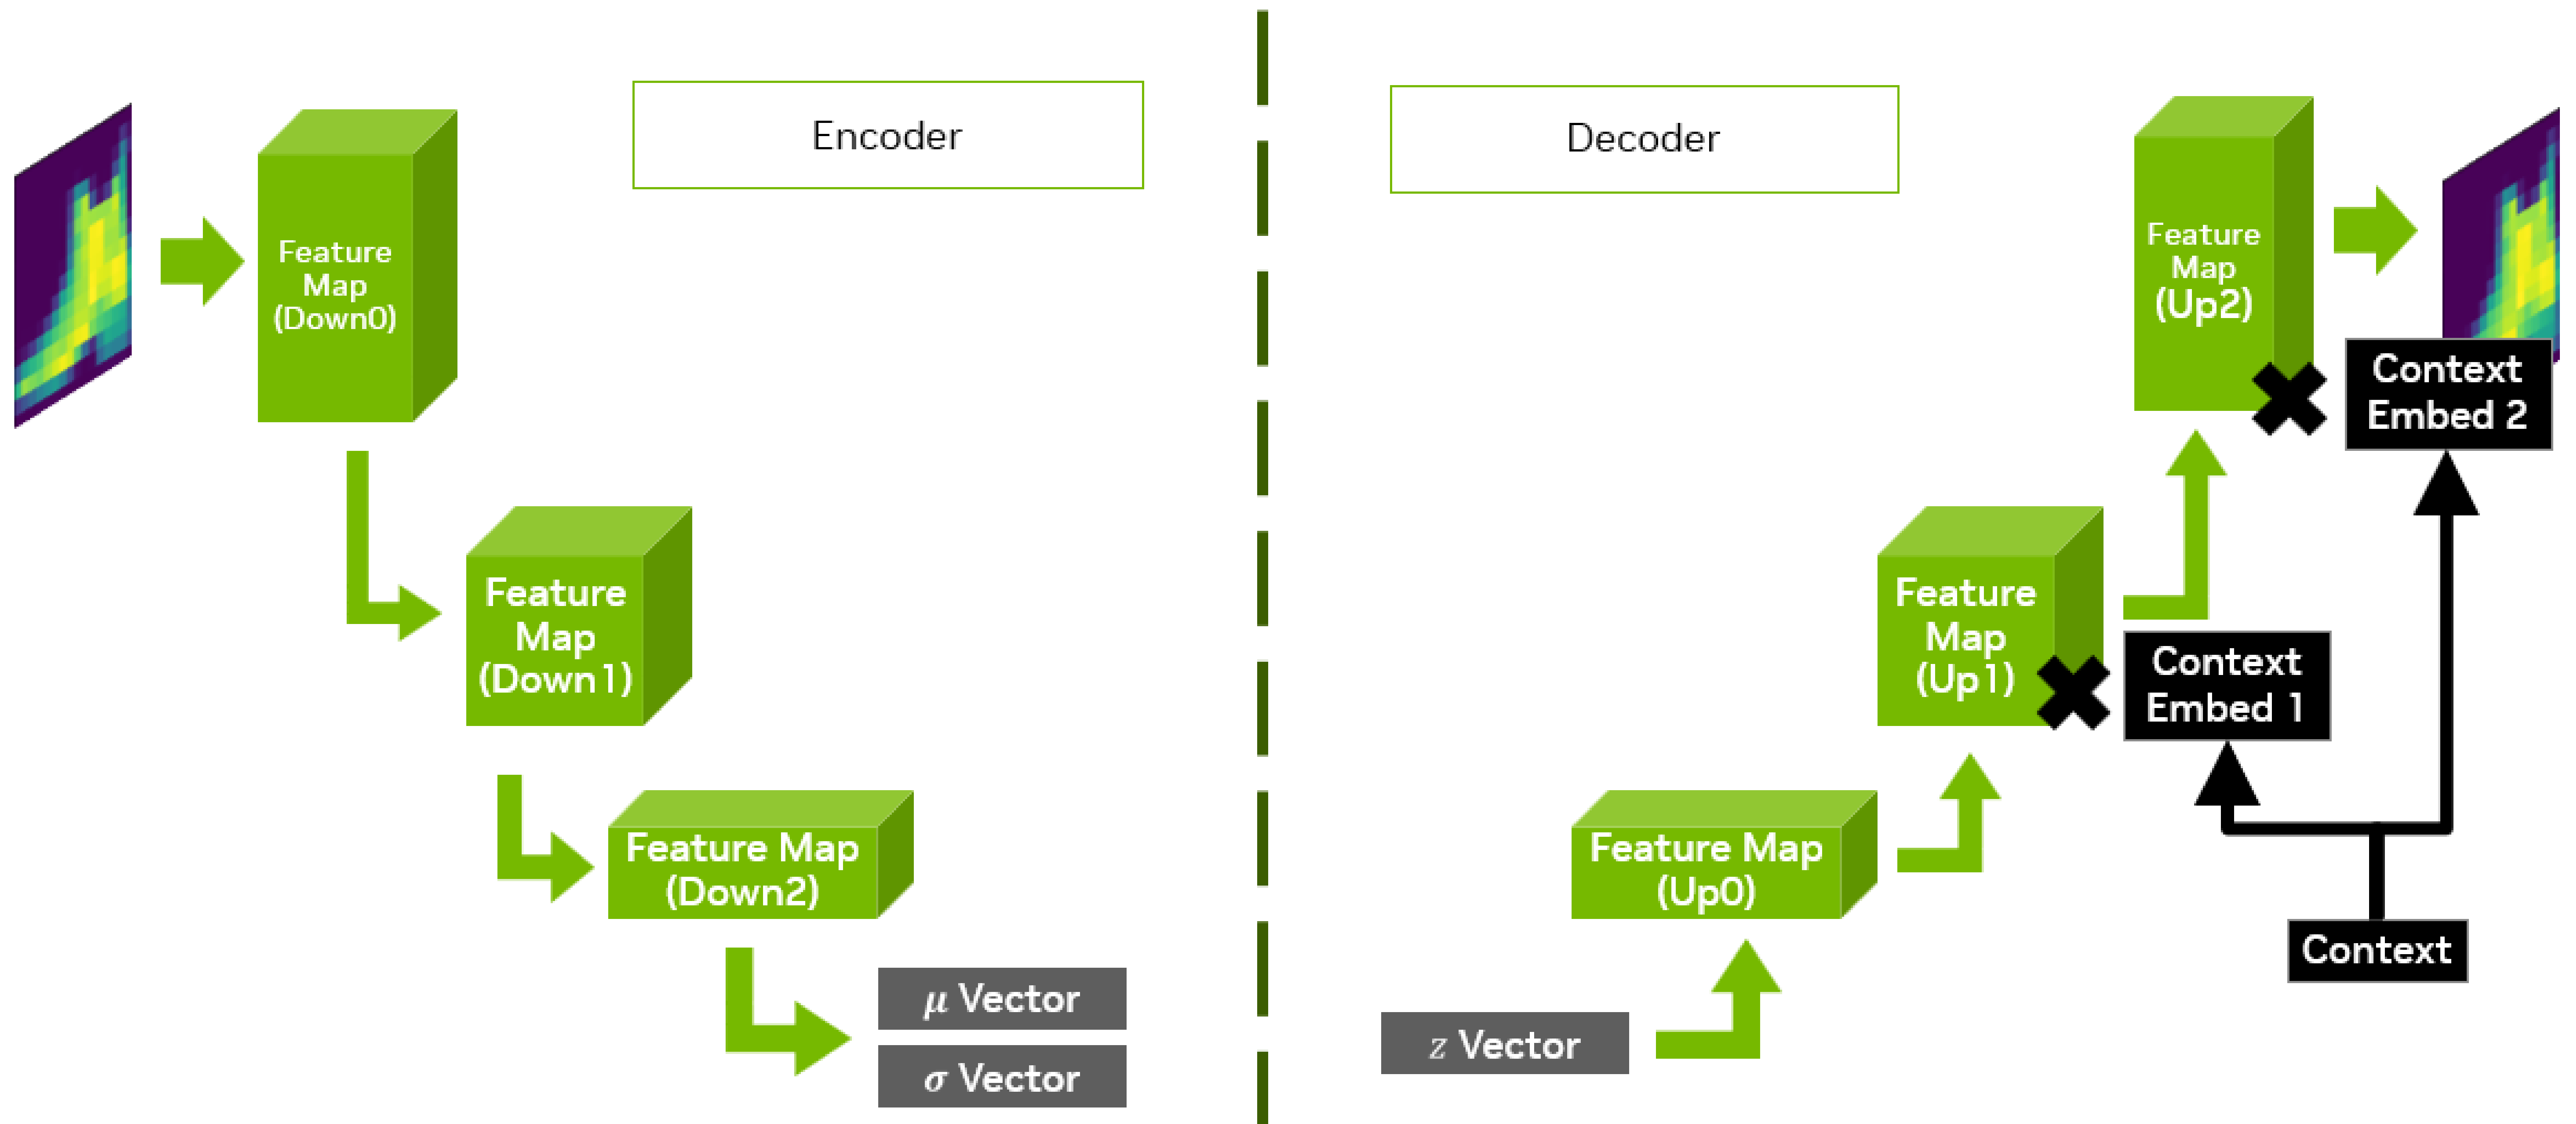 Encoder
Feature
Map
(Down0)
Feature
Map
(Down1)
Feature Map
(Down2)
μ Vector
σ Vector
Decoder
z Vector
Feature Map
(Up0)
Feature
Map
(Up1)
Feature
Map
(Up2)
Context
Embed 2
Context
Embed 1
Context